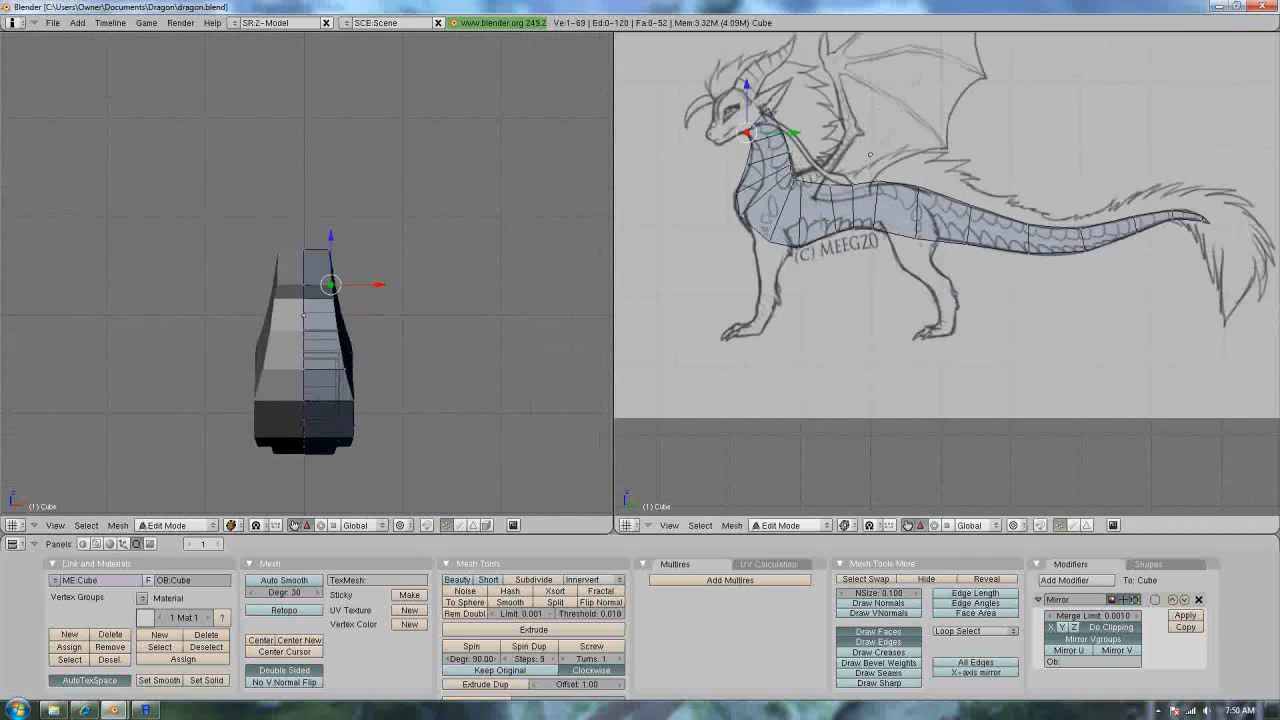 Blender [C:\Users\Owner\Documents\Dragon\dragon.blend]
File Add Timeline Game Render Help SR:2-Model SCE:Scene www.blender.org 249.2 Ve:1-69 | Ed:0-120 | Fa:0-52 | Mem:3.32M (4.09M) Cube
(C) MEEGZ0
(1) Cube
(1) Cube
View Select Mesh Edit Mode Global
View Select Mesh Edit Mode Global
Panels 1
Link and Materials
ME:Cube F OB:Cube
Vertex Groups
Material
1 Mat 1 ?
New Delete New Delete
Assign Remove Select Deselect
Select Desel. Assign
AutoTexSpace Set Smooth Set Solid
Mesh
Auto Smooth
Degr: 30
Retopo
Center Center New
Center Cursor
Double Sided
No V.Normal Flip
TexMesh:
Sticky Make
UV Texture New
Vertex Color New
Mesh Tools
Beauty Short Subdivide Innervert
Noise Hash Xsort Fractal
To Sphere Smooth Split Flip Normal
Rem Doubl Limit: 0.001 Threshold: 0.010
Extrude
Spin Spin Dup Screw
Degr: 90.00 Steps: 9 Turns: 1
Keep Original Clockwise
Extrude Dup Offset: 1.00
Multires UV Calculation
Add Multires
Mesh Tools More
Select Swap Hide Reveal
NSize: 0.100
Draw Normals
Draw VNormals
Draw Faces
Draw Edges
Draw Creases
Draw Bevel Weights
Draw Seams
Draw Sharp
Edge Length
Edge Angles
Face Area
Loop Select
All Edges
X-axis mirror
Modifiers Shapes
Add Modifier To: Cube
Mirror
Merge Limit: 0.0010
X Y Z Do Clipping
Mirror Vgroups
Mirror U Mirror V
Ob:
Apply
Copy
7:50 AM